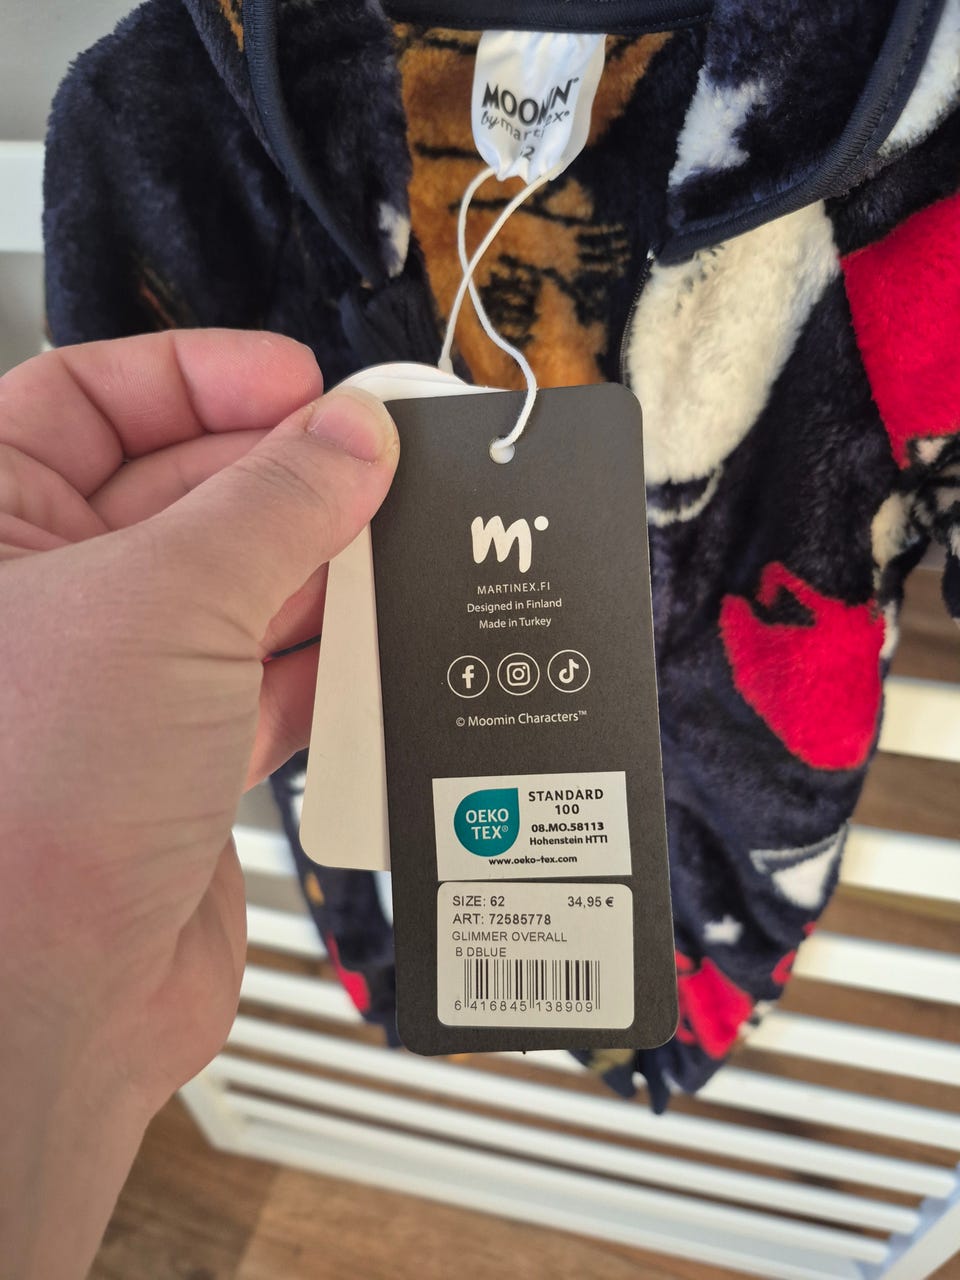 MOOMIN
by martinex®
62
m
MARTINEX.FI
Designed in Finland
Made in Turkey
© Moomin Characters™
OEKO
TEX®
STANDARD
100
08.MO.58113
Hohenstein HTTI
www.oeko-tex.com
SIZE: 62 34,95 €
ART: 72585778
GLIMMER OVERALL
B DBLUE
6 416845 138909